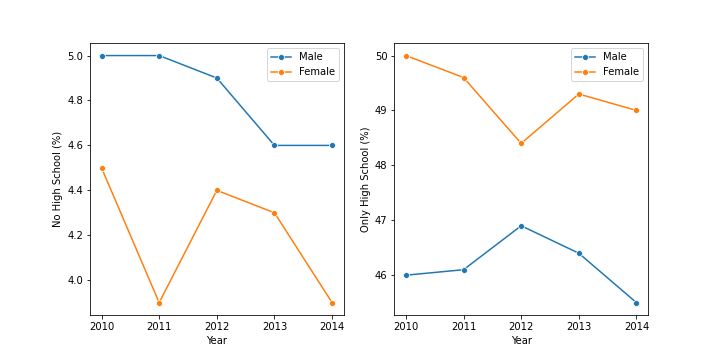 Male
Female
5.0
4.8
4.6
4.4
4.2
4.0
No High School (%)
2010 2011 2012 2013 2014
Year
Male
Female
50
49
48
47
46
Only High School (%)
2010 2011 2012 2013 2014
Year